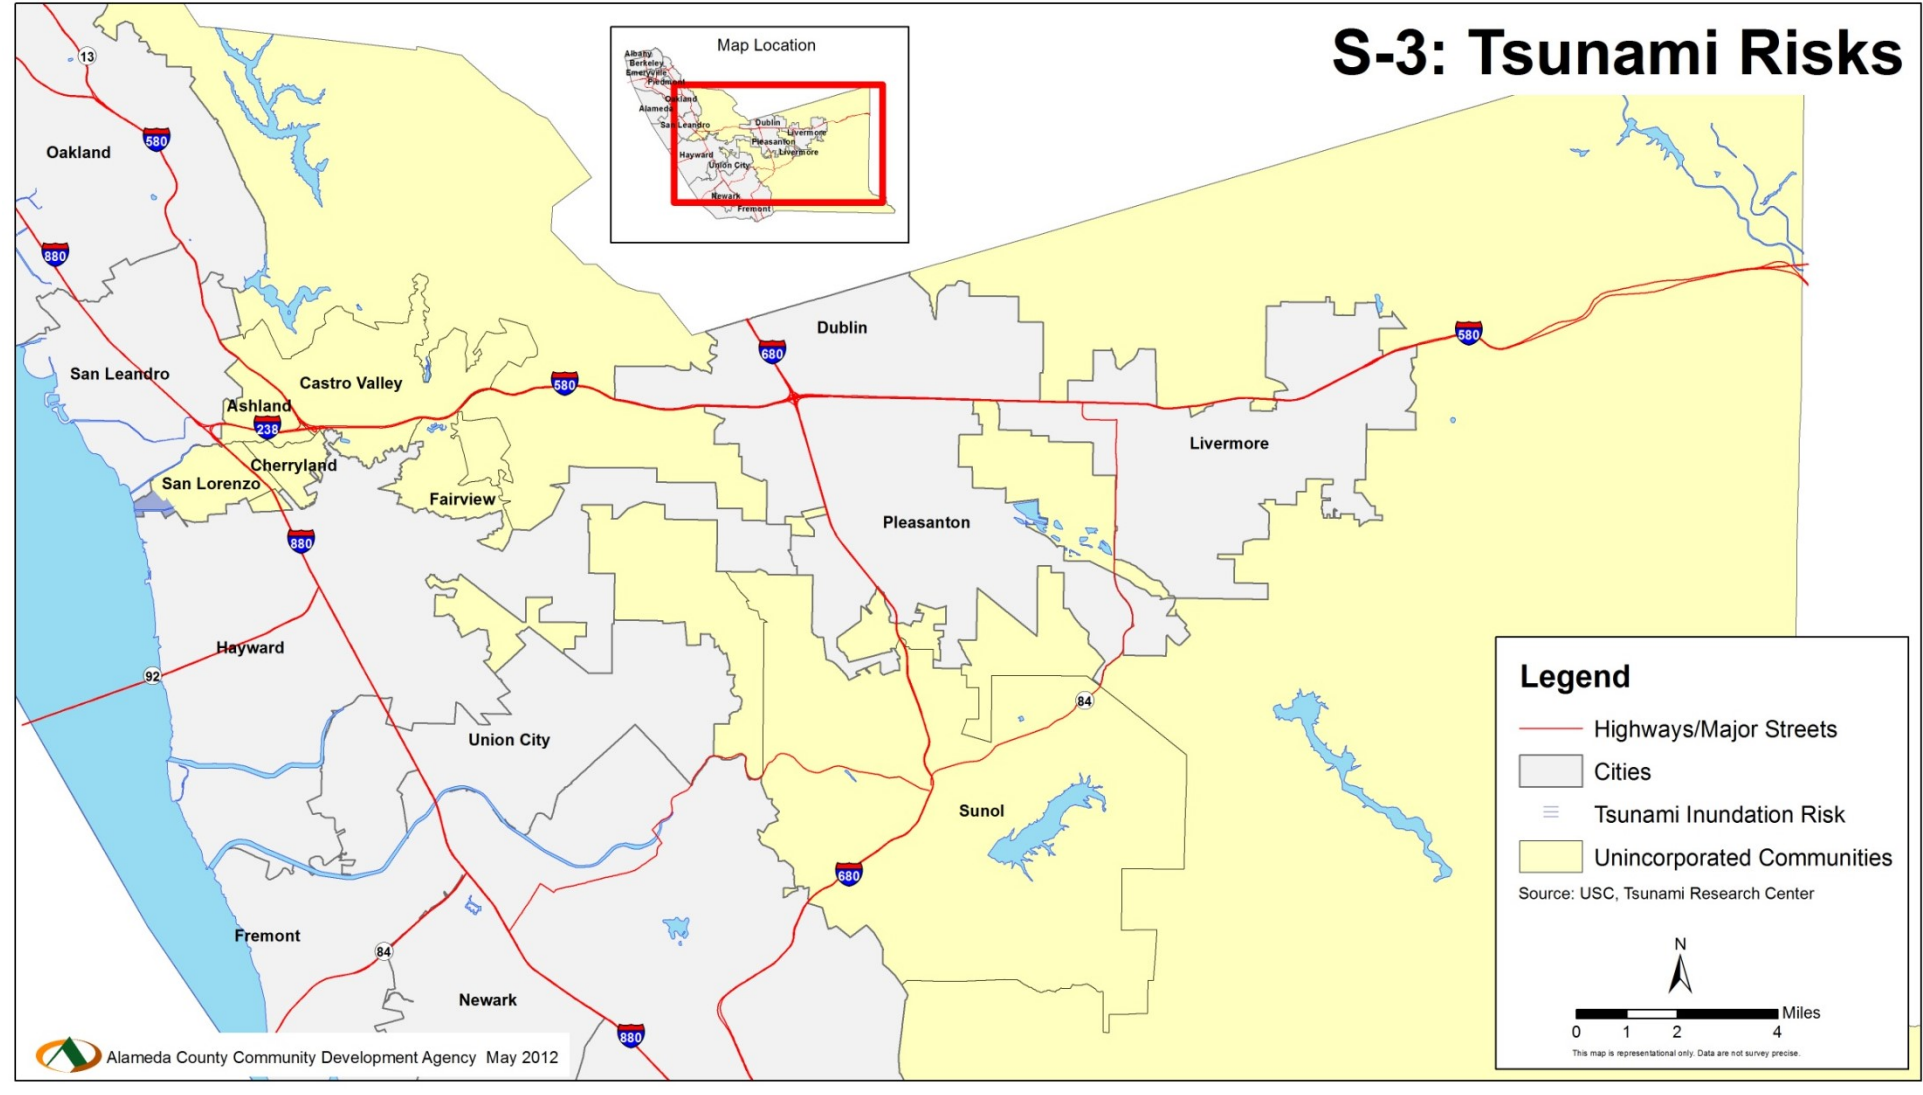 S-3: Tsunami Risks
Map Location
Albany
Berkeley
Emeryville
Piedmont
Oakland
Alameda
San Leandro
Dublin
Livermore
Pleasanton
Livermore
Hayward
Union City
Newark
Fremont
13
580
Oakland
880
San Leandro
Castro Valley
Ashland
238
580
680
Dublin
580
Livermore
Cherryland
San Lorenzo
Fairview
Pleasanton
880
Hayward
92
84
Union City
Sunol
680
Fremont
84
Newark
880
Legend
Highways/Major Streets
Cities
Tsunami Inundation Risk
Unincorporated Communities
Source: USC, Tsunami Research Center
N
Miles
0 1 2 4
This map is representational only. Data are not survey precise.
Alameda County Community Development Agency May 2012